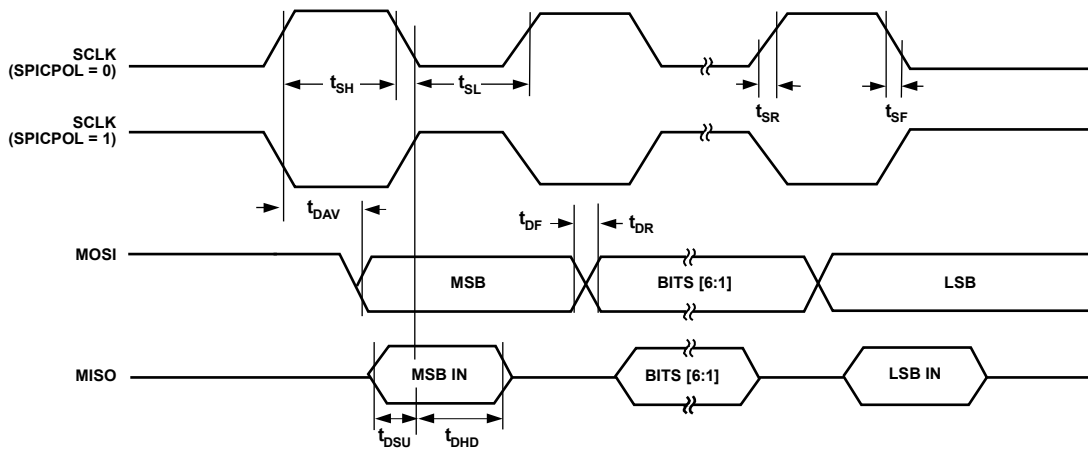 SCLK
(SPICPOL = 0)
tSH
tSL
tSR
tSF
SCLK
(SPICPOL = 1)
tDAV
tDF
tDR
MOSI
MSB
BITS [6:1]
LSB
MISO
MSB IN
BITS [6:1]
LSB IN
tDSU
tDHD